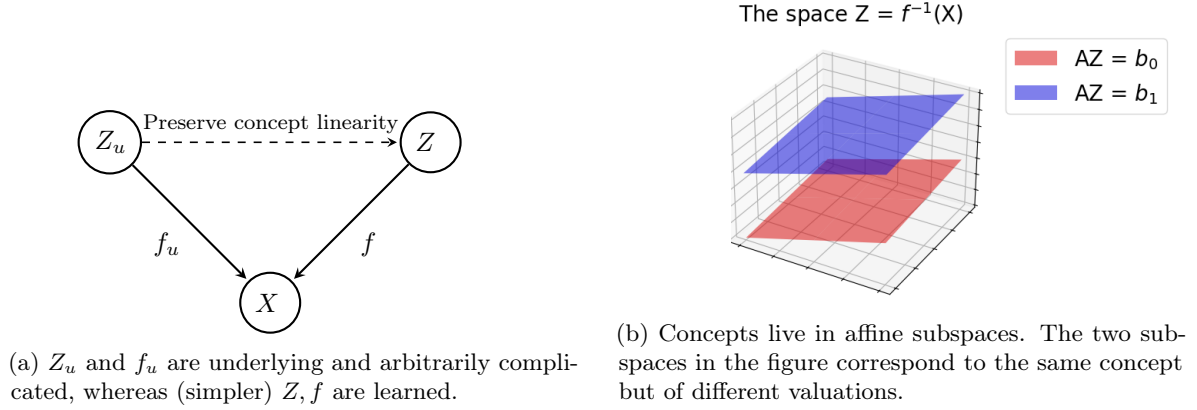 Z_u
Preserve concept linearity
Z
f_u
f
X
(a) Z_u and f_u are underlying and arbitrarily compli-
cated, whereas (simpler) Z, f are learned.
The space Z = f⁻¹(X)
AZ = b₀
AZ = b₁
(b) Concepts live in affine subspaces. The two sub-
spaces in the figure correspond to the same concept
but of different valuations.